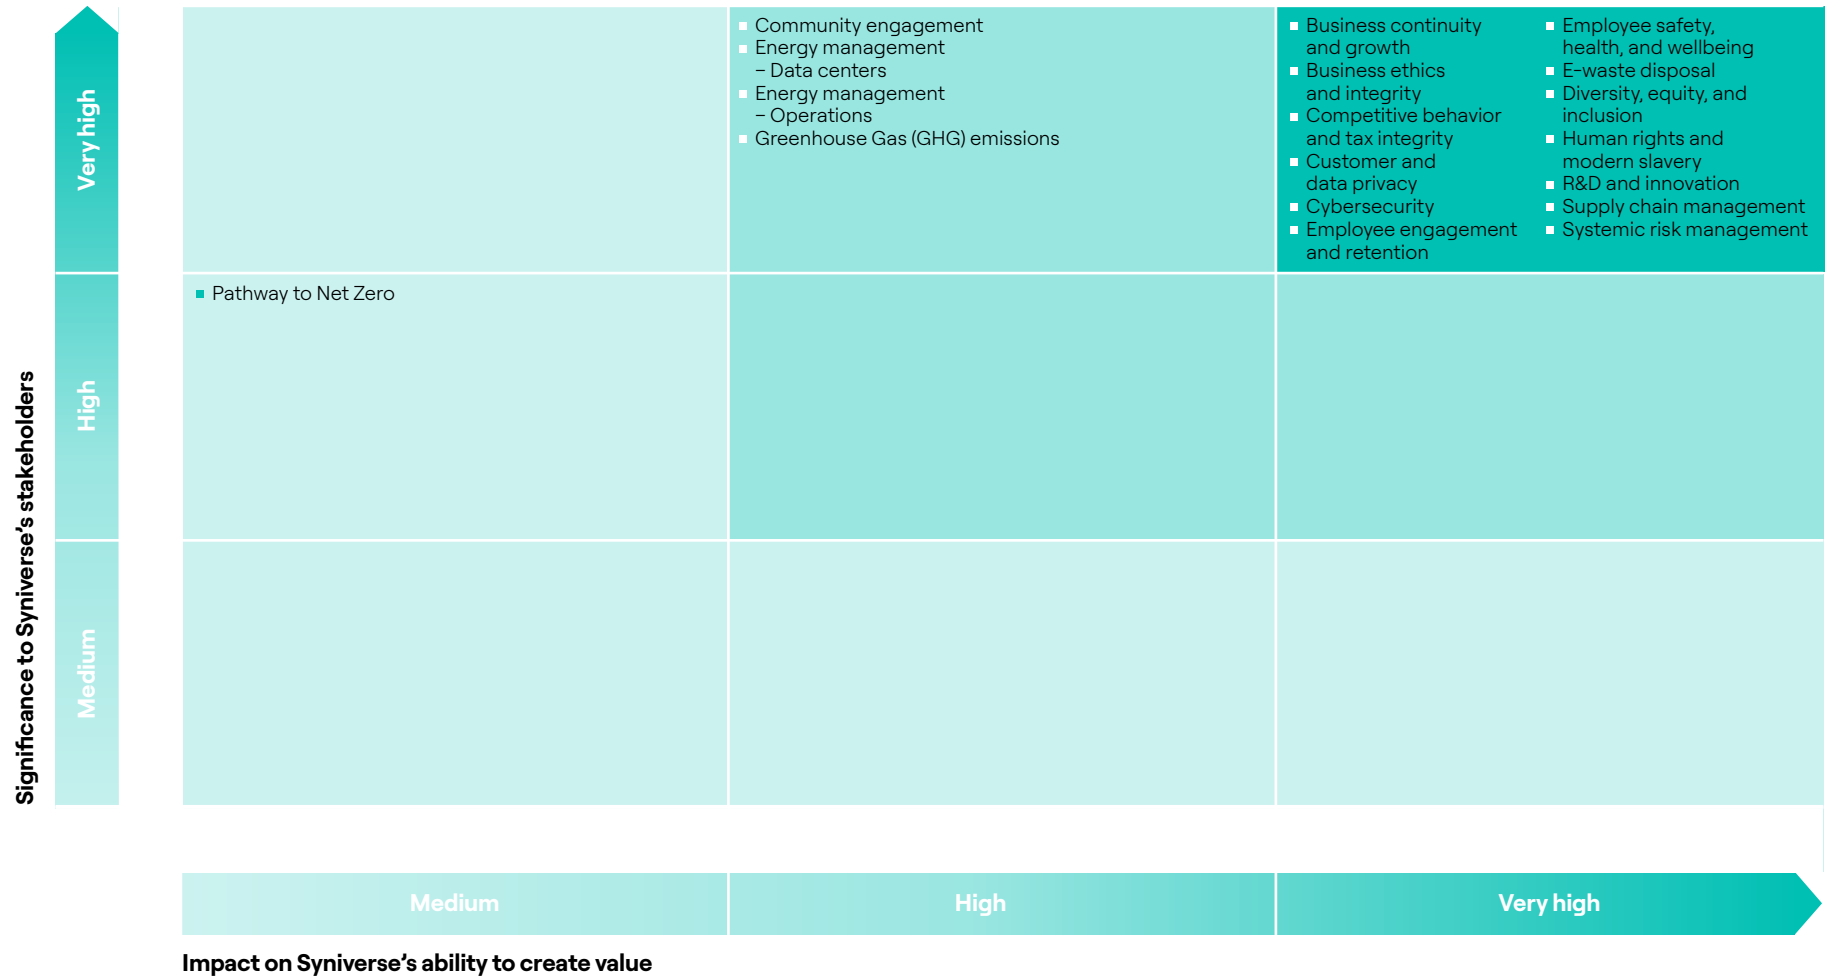 Significance to Syniverse's stakeholders
Very high
High
Medium
Community engagement
Energy management
– Data centers
Energy management
– Operations
Greenhouse Gas (GHG) emissions
Business continuity
and growth
Business ethics
and integrity
Competitive behavior
and tax integrity
Customer and
data privacy
Cybersecurity
Employee engagement
and retention
Employee safety,
health, and wellbeing
E-waste disposal
Diversity, equity, and
inclusion
Human rights and
modern slavery
R&D and innovation
Supply chain management
Systemic risk management
Pathway to Net Zero
Medium
High
Very high
Impact on Syniverse's ability to create value